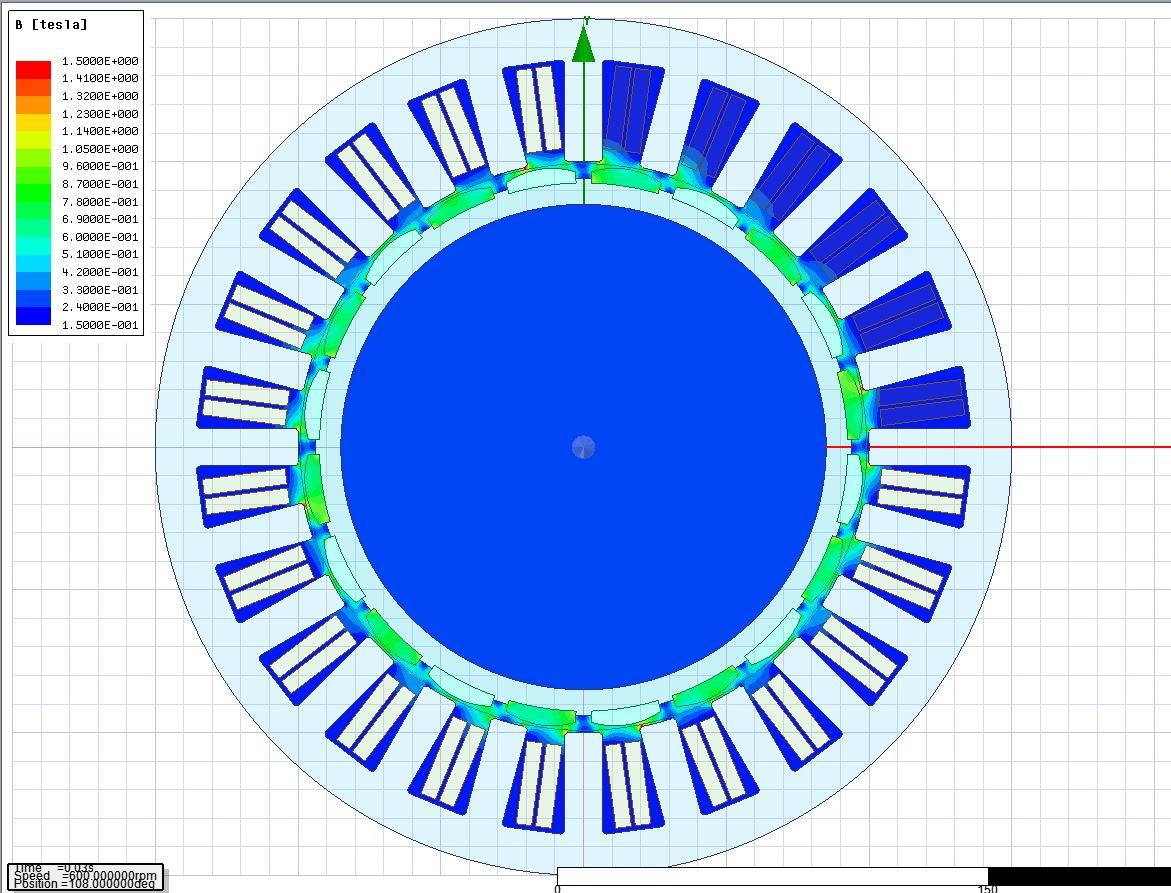 B [tesla]
1.5000E+000
1.4100E+000
1.3200E+000
1.2300E+000
1.1400E+000
1.0500E+000
9.6000E-001
8.7000E-001
7.8000E-001
6.9000E-001
6.0000E-001
5.1000E-001
4.2000E-001
3.3000E-001
2.4000E-001
1.5000E-001
Y
Time =0.03s
Speed =600.000000rpm
Position =108.000000deg
0 150